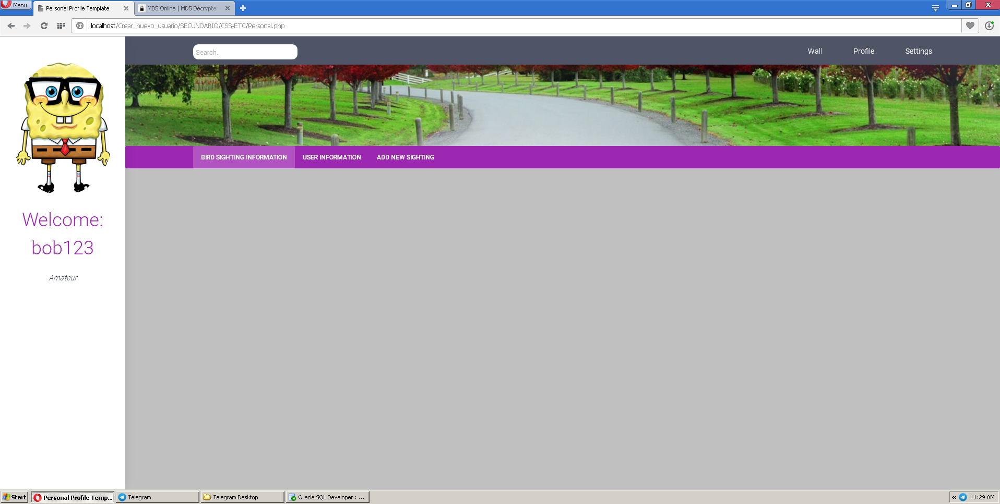 Menu
Personal Profile Template
MD5 Online | MD5 Decrypter
localhost/Crear_nuevo_usuario/SECUNDARIO/CSS-ETC/Personal.php
Search..
Wall
Profile
Settings
BIRD SIGHTING INFORMATION
USER INFORMATION
ADD NEW SIGHTING
Welcome:
bob123
Amateur
Start
Personal Profile Temp...
Telegram
Telegram Desktop
Oracle SQL Developer : ...
11:29 AM